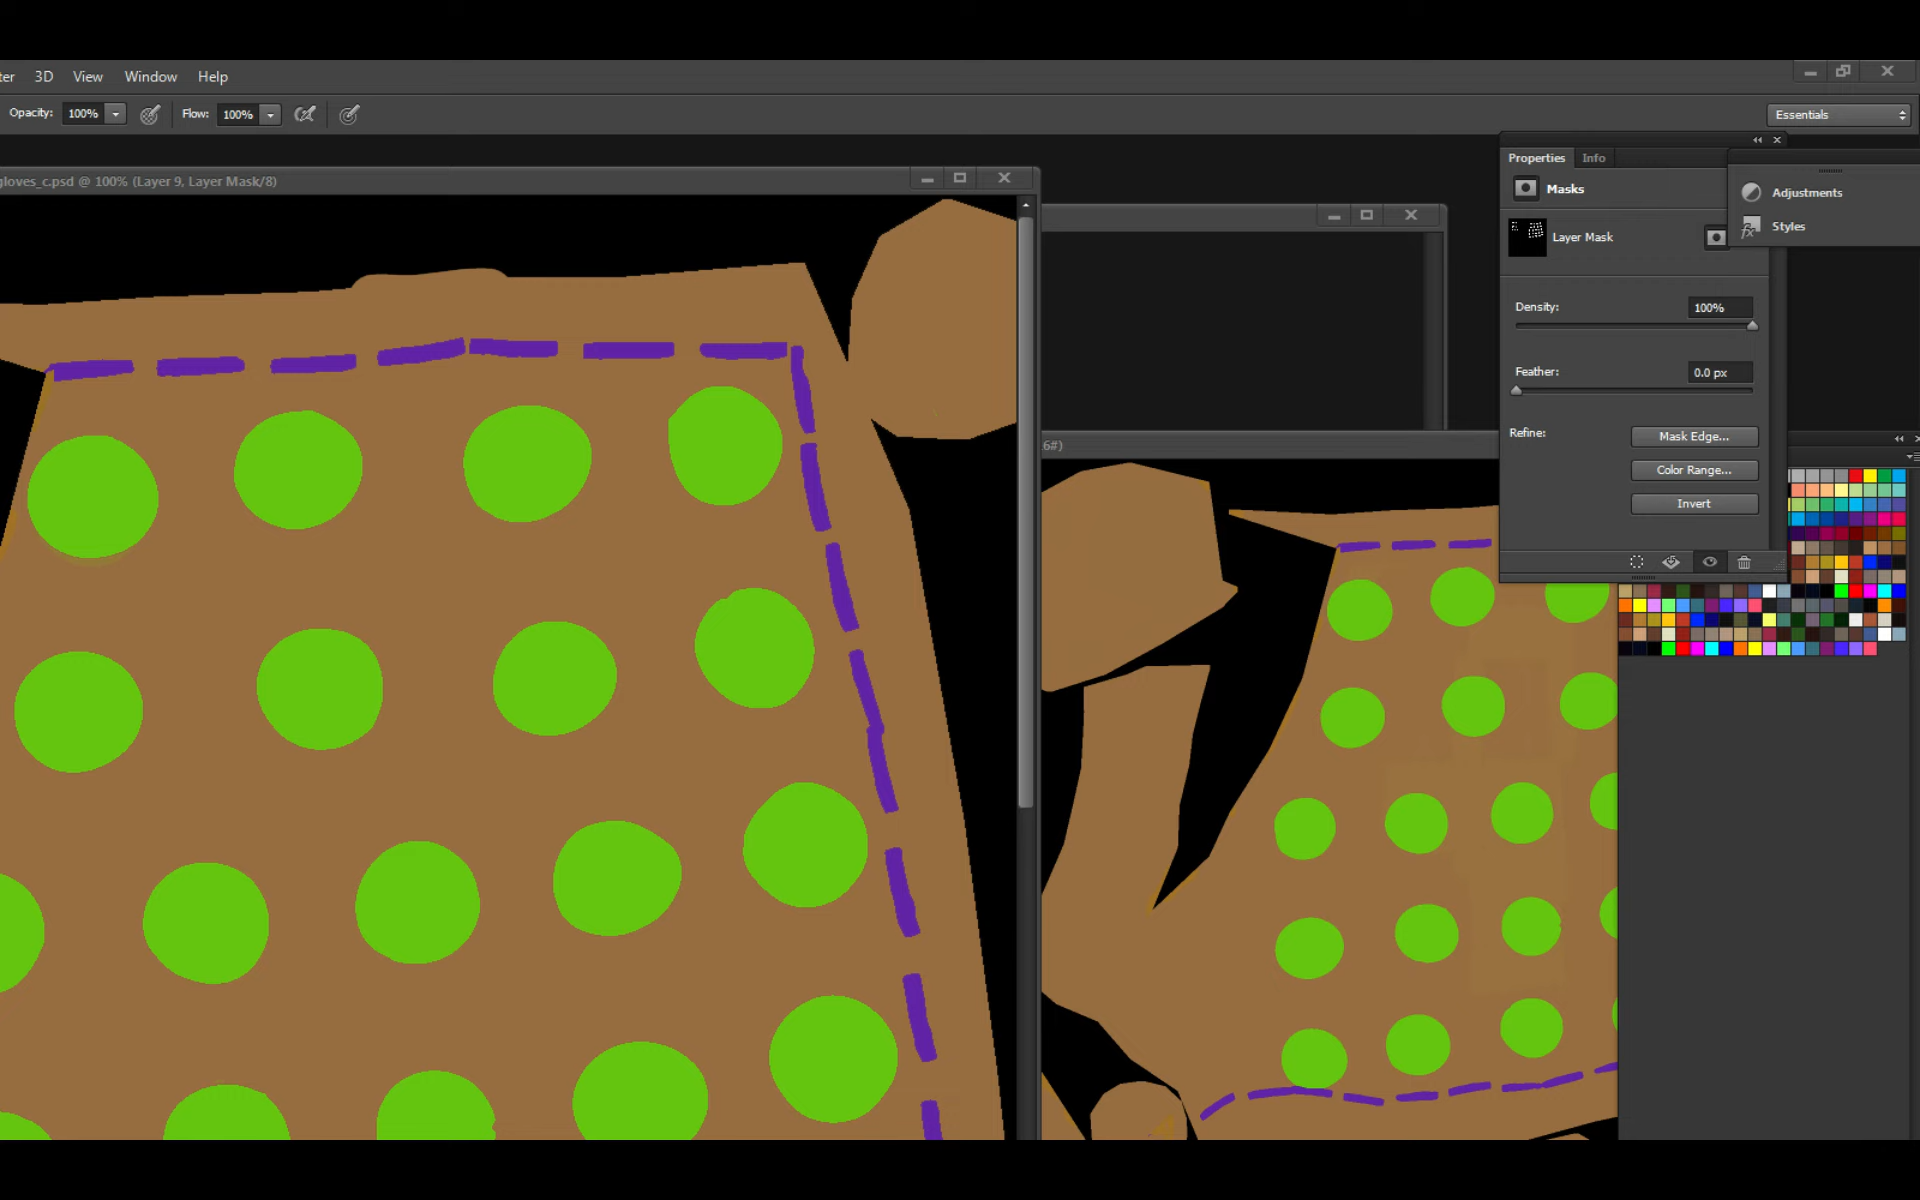 ter 3D View Window Help
Opacity: 100% Flow: 100% Essentials
gloves_c.psd @ 100% (Layer 9, Layer Mask/8)
Properties Info
Masks
Adjustments
Layer Mask
Styles
fx
Density: 100%
Feather: 0.0 px
Refine: Mask Edge...
6#)
Color Range...
Invert